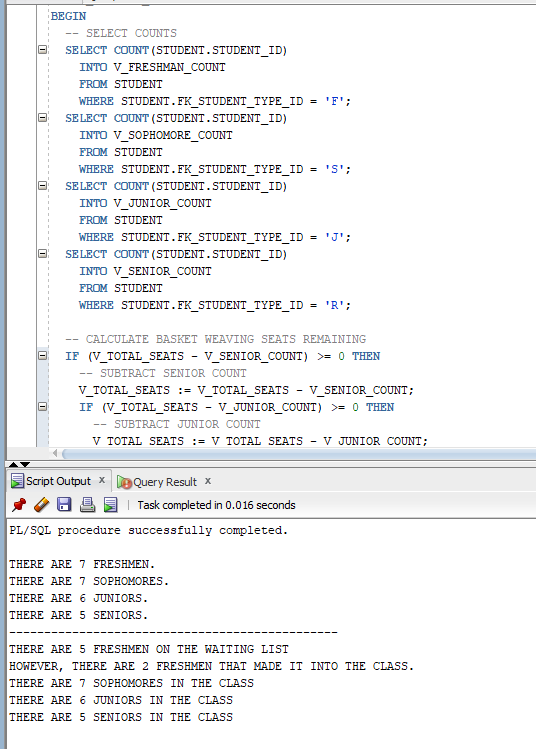 BEGIN
-- SELECT COUNTS
SELECT COUNT(STUDENT.STUDENT_ID)
INTO V_FRESHMAN_COUNT
FROM STUDENT
WHERE STUDENT.FK_STUDENT_TYPE_ID = 'F';
SELECT COUNT(STUDENT.STUDENT_ID)
INTO V_SOPHOMORE_COUNT
FROM STUDENT
WHERE STUDENT.FK_STUDENT_TYPE_ID = 'S';
SELECT COUNT(STUDENT.STUDENT_ID)
INTO V_JUNIOR_COUNT
FROM STUDENT
WHERE STUDENT.FK_STUDENT_TYPE_ID = 'J';
SELECT COUNT(STUDENT.STUDENT_ID)
INTO V_SENIOR_COUNT
FROM STUDENT
WHERE STUDENT.FK_STUDENT_TYPE_ID = 'R';
-- CALCULATE BASKET WEAVING SEATS REMAINING
IF (V_TOTAL_SEATS - V_SENIOR_COUNT) >= 0 THEN
-- SUBTRACT SENIOR COUNT
V_TOTAL_SEATS := V_TOTAL_SEATS - V_SENIOR_COUNT;
IF (V_TOTAL_SEATS - V_JUNIOR_COUNT) >= 0 THEN
-- SUBTRACT JUNIOR COUNT
V_TOTAL_SEATS := V_TOTAL_SEATS - V_JUNIOR_COUNT;
Script Output x Query Result x
Task completed in 0.016 seconds
PL/SQL procedure successfully completed.
THERE ARE 7 FRESHMEN.
THERE ARE 7 SOPHOMORES.
THERE ARE 6 JUNIORS.
THERE ARE 5 SENIORS.
-----------------------------------------------
THERE ARE 5 FRESHMEN ON THE WAITING LIST
HOWEVER, THERE ARE 2 FRESHMEN THAT MADE IT INTO THE CLASS.
THERE ARE 7 SOPHOMORES IN THE CLASS
THERE ARE 6 JUNIORS IN THE CLASS
THERE ARE 5 SENIORS IN THE CLASS